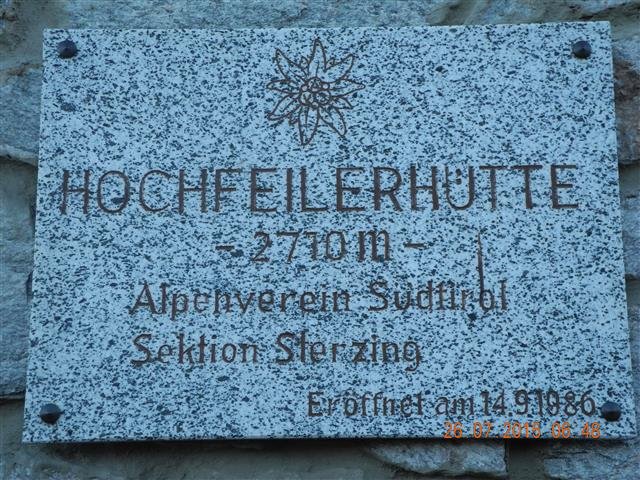 HOCHFEILERHÜTTE
- 2710 m -
Alpenverein Südtirol
Sektion Sterzing
Eröffnet am 14.9.1986
26.07.2015 06:48